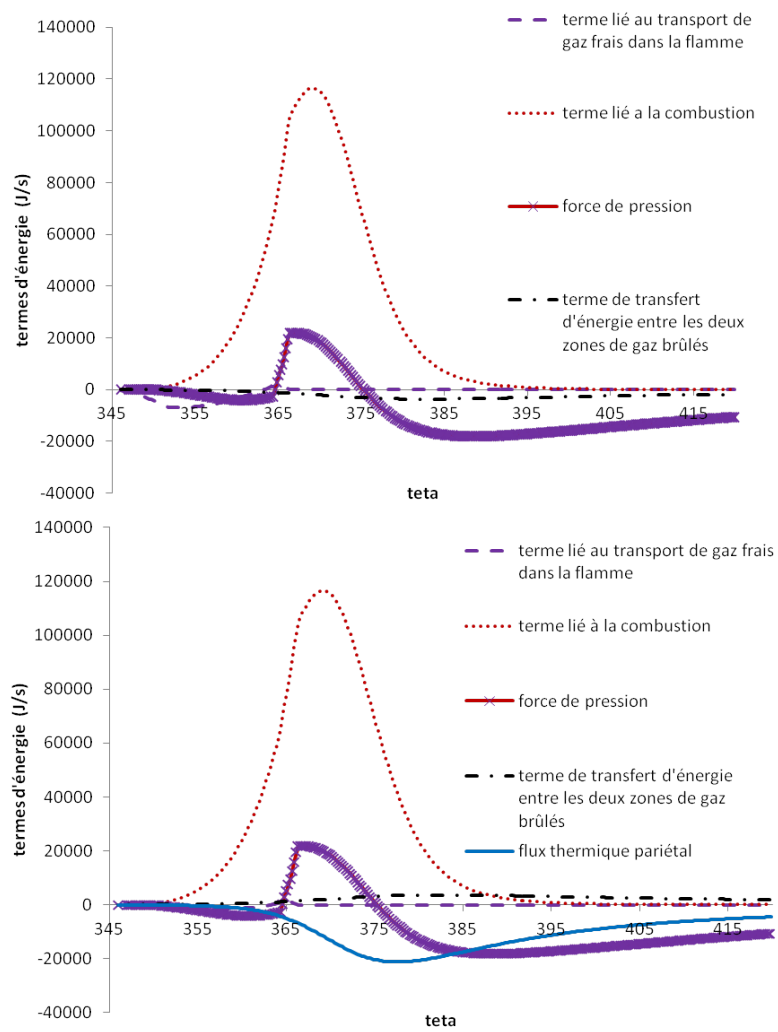 140000
120000
100000
80000
60000
40000
20000
0
-20000
-40000
termes d'énergie (J/s)
345
365
375
385
395
405
415
teta
terme lié au transport de
gaz frais dans la flamme
terme lié a la combustion
force de pression
terme de transfert
d'énergie entre les deux
zones de gaz brûlés
140000
120000
100000
80000
60000
40000
20000
0
-20000
-40000
termes d'énergie (J/s)
345
365
375
395
405
415
teta
terme lié au transport de gaz frais
dans la flamme
terme lié à la combustion
force de pression
terme de transfert d'énergie
entre les deux zones de gaz
brûlés
flux thermique pariétal